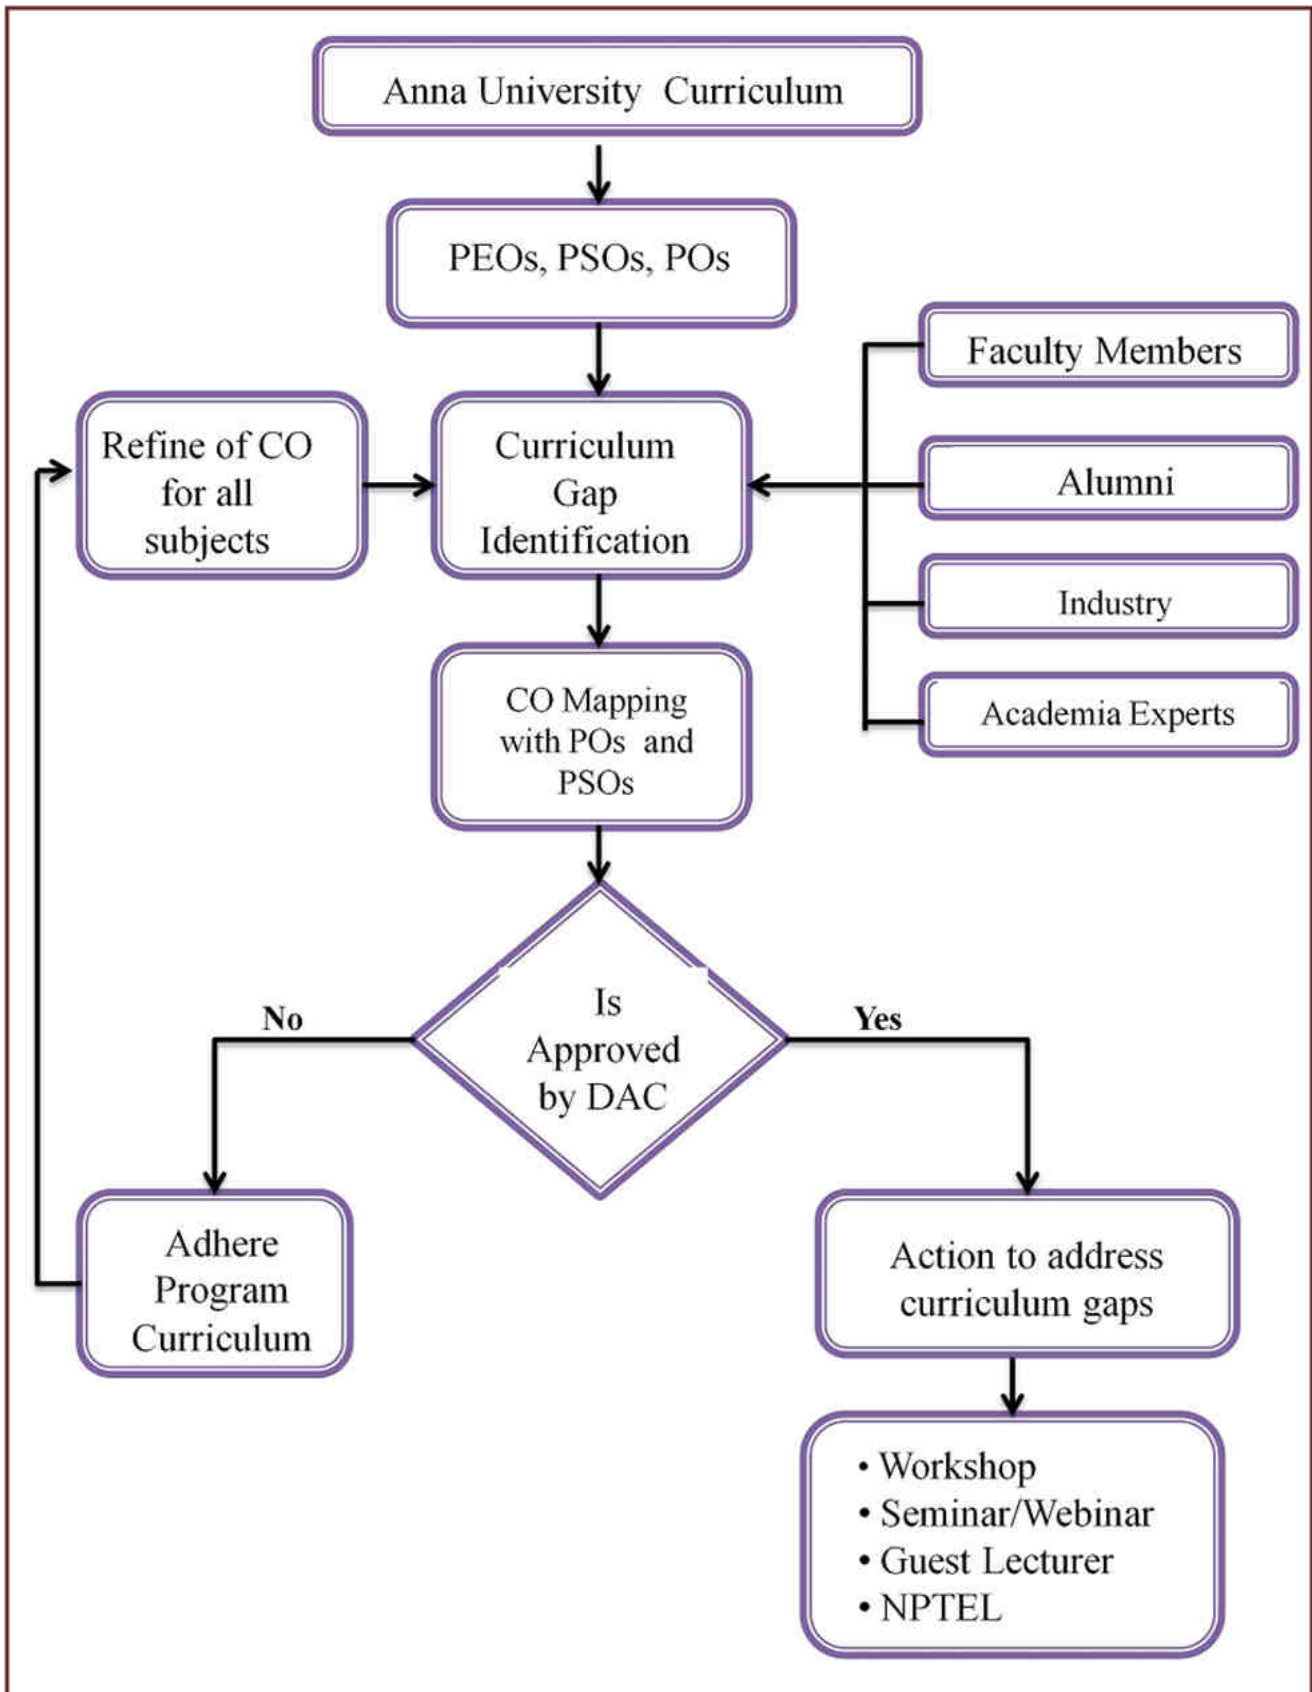 Anna University Curriculum
PEOs, PSOs, POs
Faculty Members
Refine of CO
for all
subjects
Curriculum
Gap
Identification
Alumni
Industry
Academia Experts
CO Mapping
with POs and
PSOs
Is
Approved
by DAC
No
Yes
Adhere
Program
Curriculum
Action to address
curriculum gaps
• Workshop
• Seminar/Webinar
• Guest Lecturer
• NPTEL